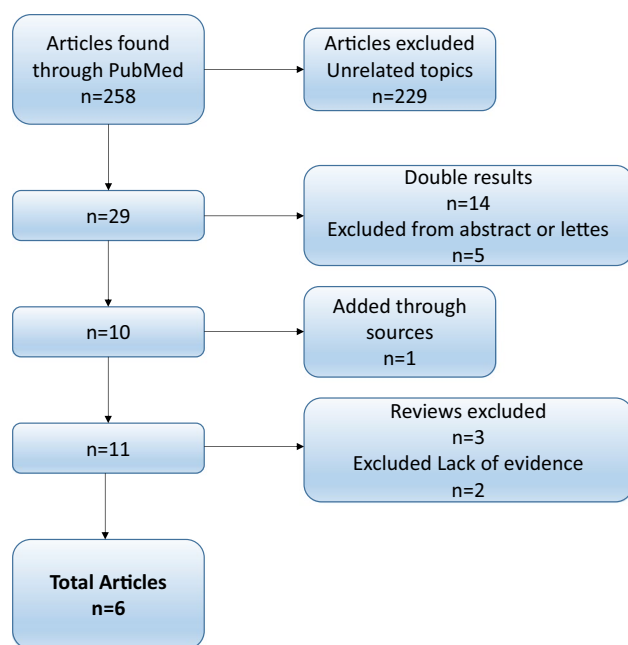 Articles found
through PubMed
n=258
Articles excluded
Unrelated topics
n=229
n=29
Double results
n=14
Excluded from abstract or lettes
n=5
n=10
Added through
sources
n=1
n=11
Reviews excluded
n=3
Excluded Lack of evidence
n=2
Total Articles
n=6